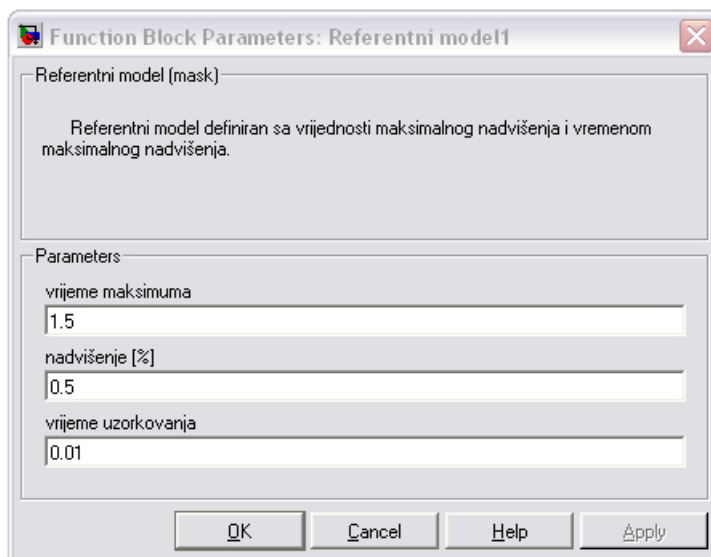 Function Block Parameters: Referentni model1
Referentni model (mask)
Referentni model definiran sa vrijednosti maksimalnog nadvišenja i vremenom
maksimalnog nadvišenja.
Parameters
vrijeme maksimuma
1.5
nadvišenje [%]
0.5
vrijeme uzorkovanja
0.01
OK Cancel Help Apply